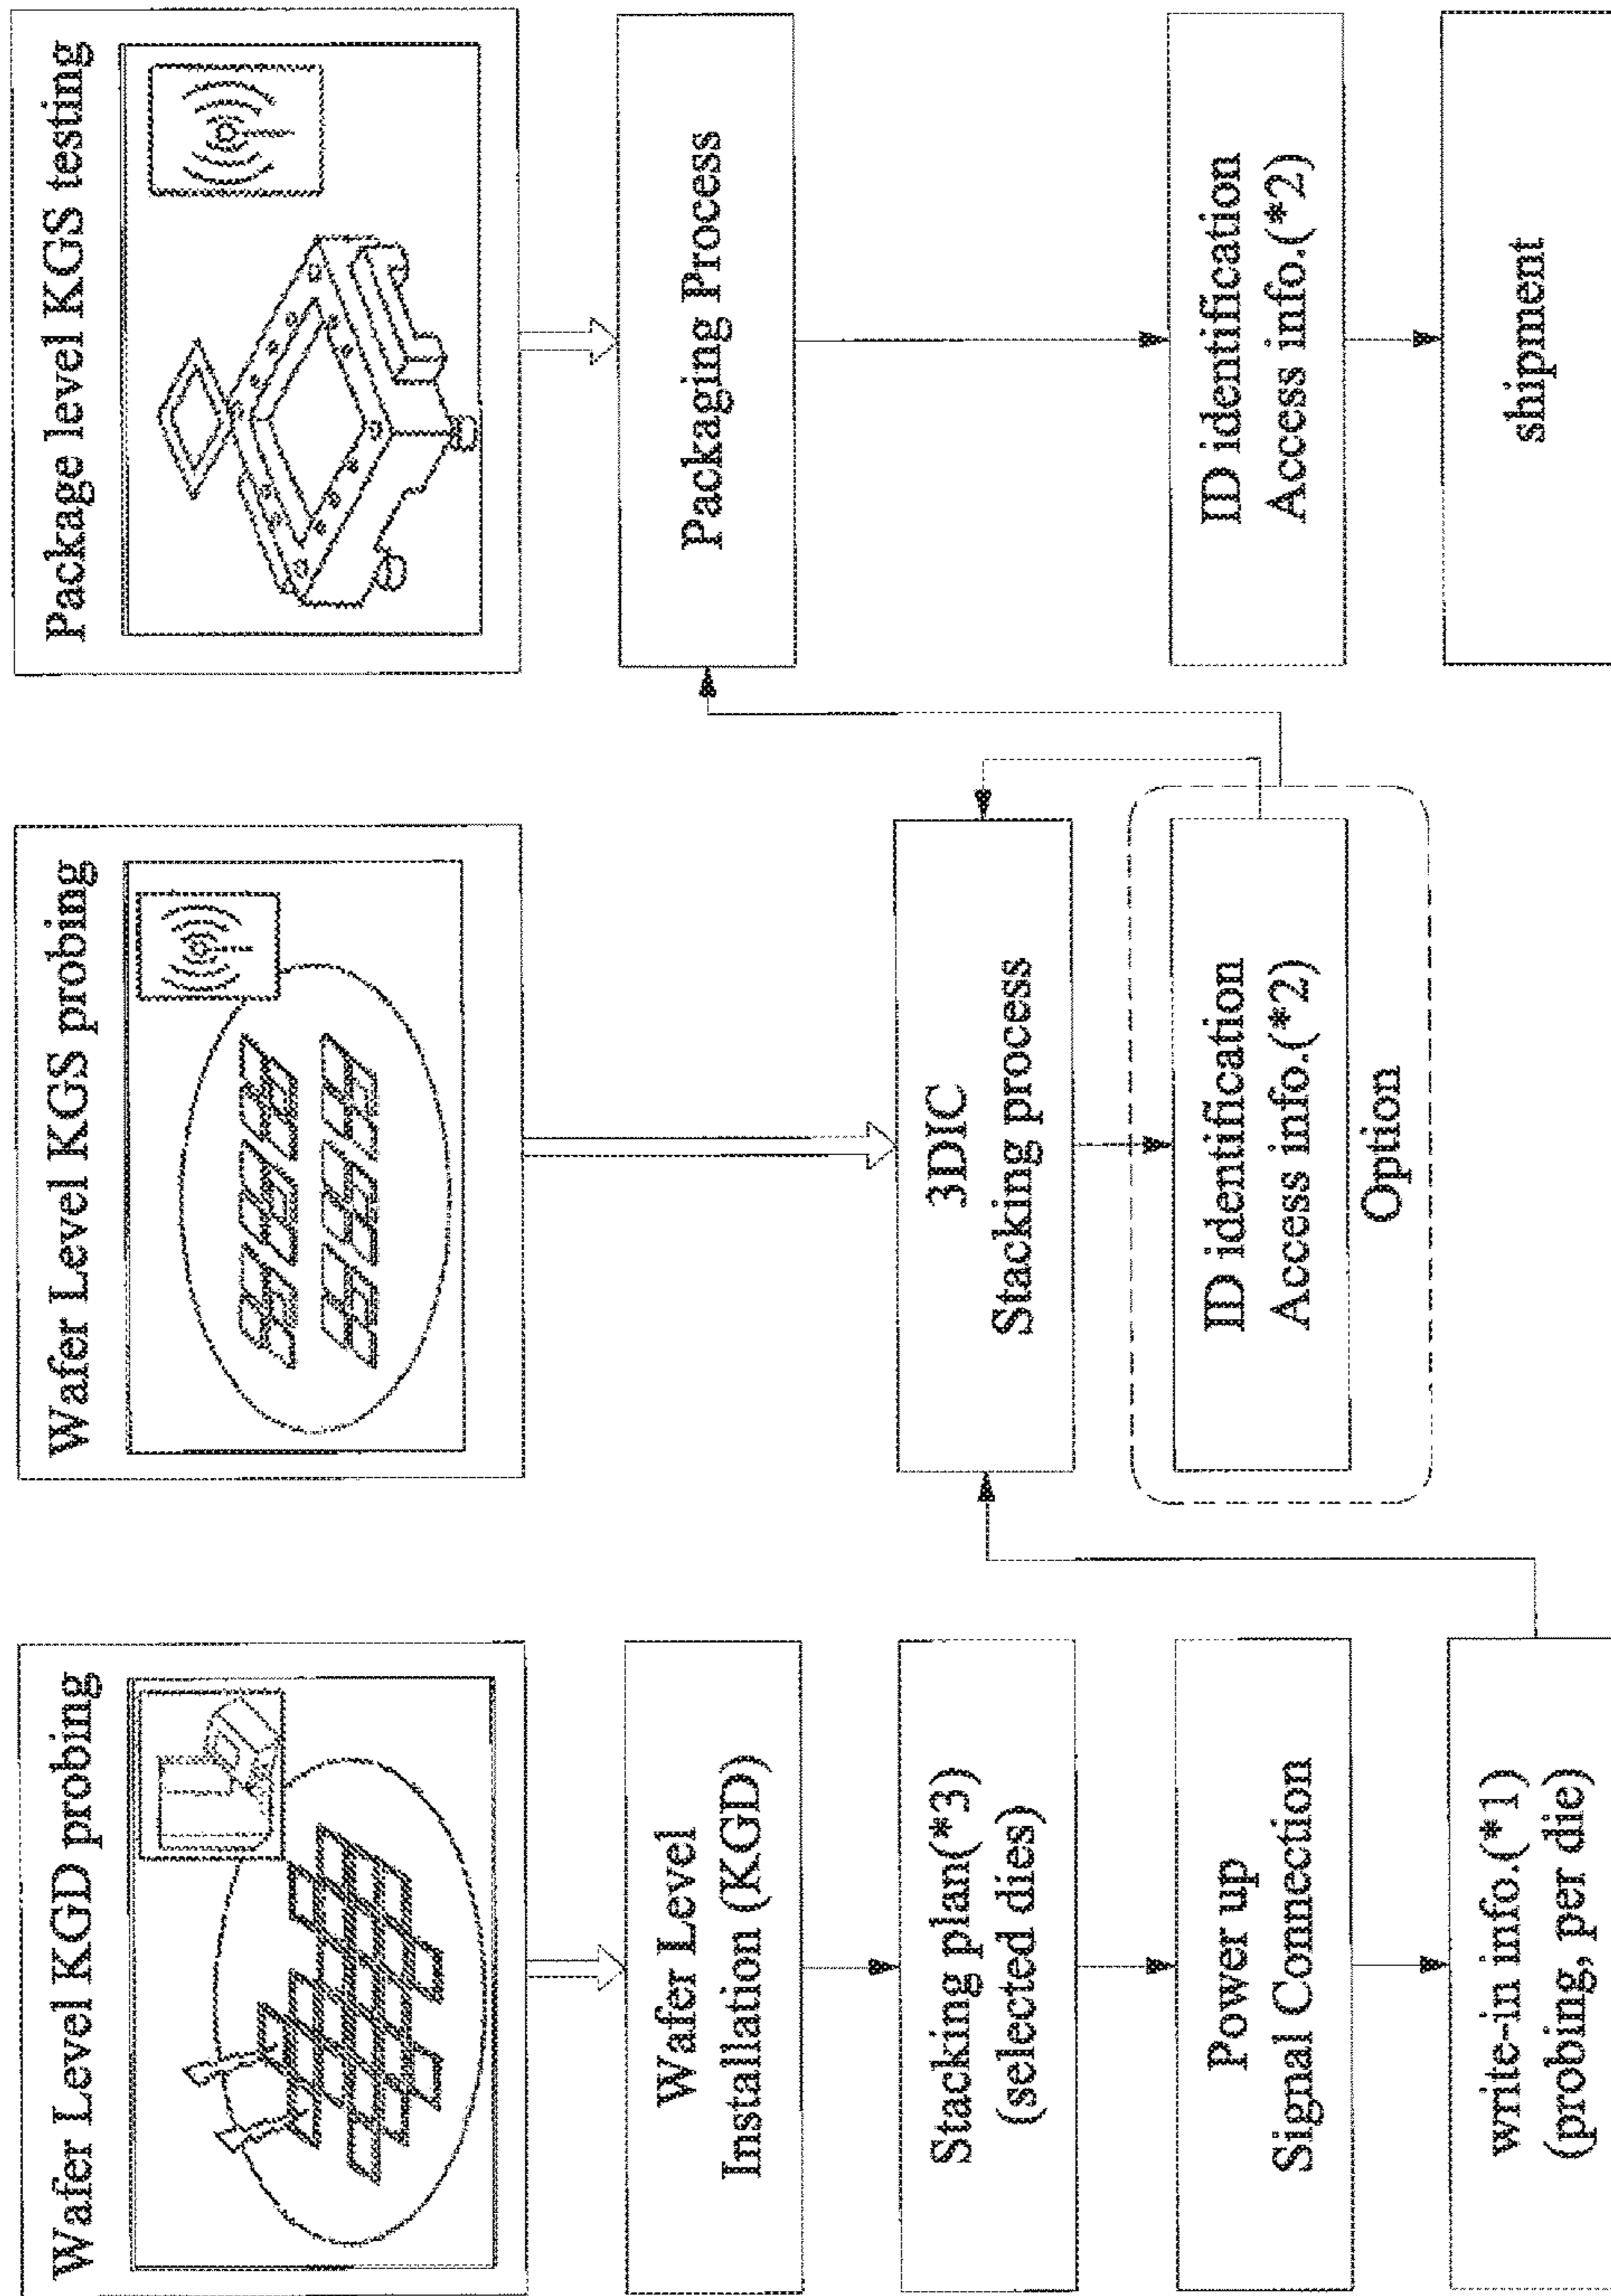 Wafer Level KGD probing
Wafer Level
Installation (KGD)
Stacking plan(*3)
(selected dies)
Power up
Signal Connection
write-in info.(*1)
(probing, per die)
Wafer Level KGS probing
3DIC
Stacking process
ID identification
Access info.(*2)
Option
Package level KGS testing
Packaging Process
ID identification
Access info.(*2)
shipment